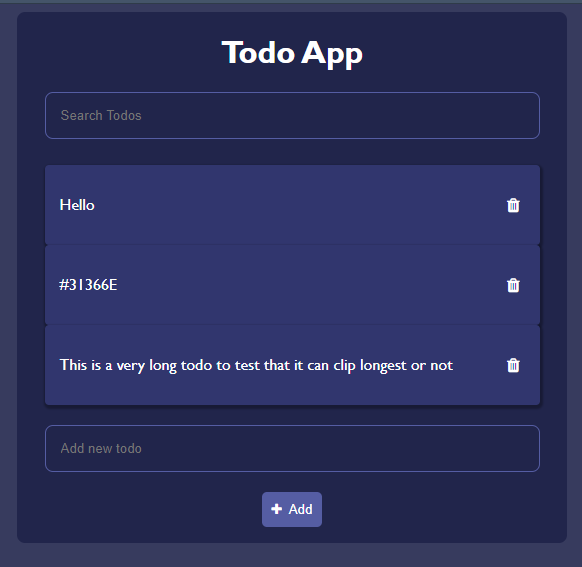 Todo App
Search Todos
Hello
#31366E
This is a very long todo to test that it can clip longest or not
Add new todo
Add